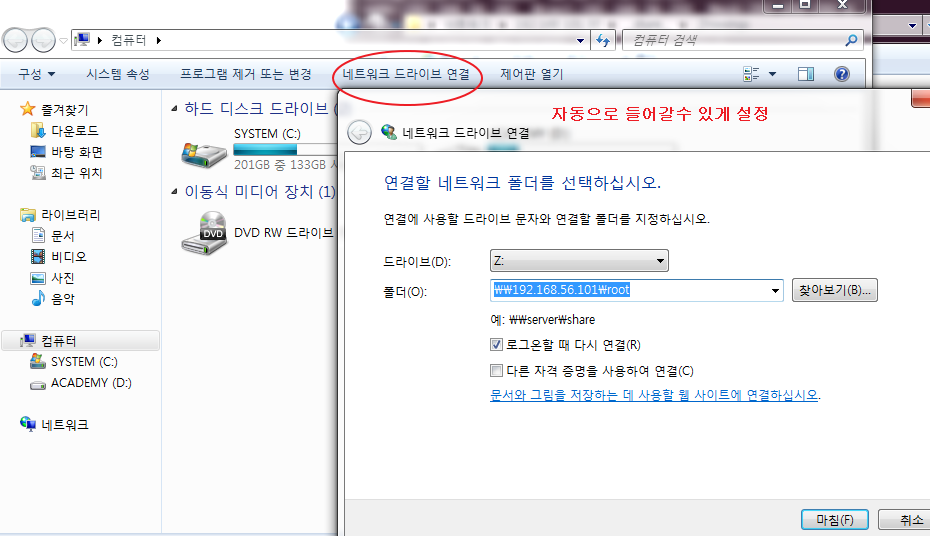 컴퓨터
컴퓨터 검색
구성
시스템 속성
프로그램 제거 또는 변경
네트워크 드라이브 연결
제어판 열기
즐겨찾기
다운로드
바탕 화면
최근 위치
라이브러리
문서
비디오
사진
음악
컴퓨터
SYSTEM (C:)
ACADEMY (D:)
네트워크
하드 디스크 드라이브
SYSTEM (C:)
201GB 중 133GB
이동식 미디어 장치 (1)
DVD
DVD RW 드라이브
자동으로 들어갈수 있게 설정
네트워크 드라이브 연결
연결할 네트워크 폴더를 선택하십시오.
연결에 사용할 드라이브 문자와 연결할 폴더를 지정하십시오.
드라이브(D):
Z:
폴더(O):
₩₩192.168.56.101₩root
찾아보기(B)...
예: ₩₩server₩share
로그온할 때 다시 연결(R)
다른 자격 증명을 사용하여 연결(C)
문서와 그림을 저장하는 데 사용할 웹 사이트에 연결하십시오.
마침(F)
취소